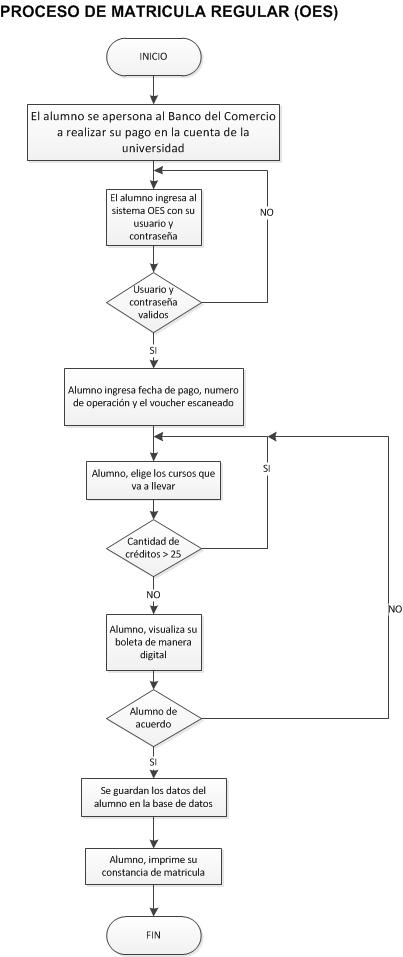 PROCESO DE MATRICULA REGULAR (OES)
INICIO
El alumno se apersona al Banco del Comercio
a realizar su pago en la cuenta de la
universidad
El alumno ingresa al
sistema OES con su
usuario y
contraseña
NO
Usuario y
contraseña
validos
SI
Alumno ingresa fecha de pago, numero
de operación y el voucher escaneado
Alumno, elige los cursos que
va a llevar
SI
Cantidad de
créditos > 25
NO
NO
Alumno, visualiza su
boleta de manera
digital
Alumno de
acuerdo
SI
Se guardan los datos del
alumno en la base de datos
Alumno, imprime su
constancia de matricula
FIN